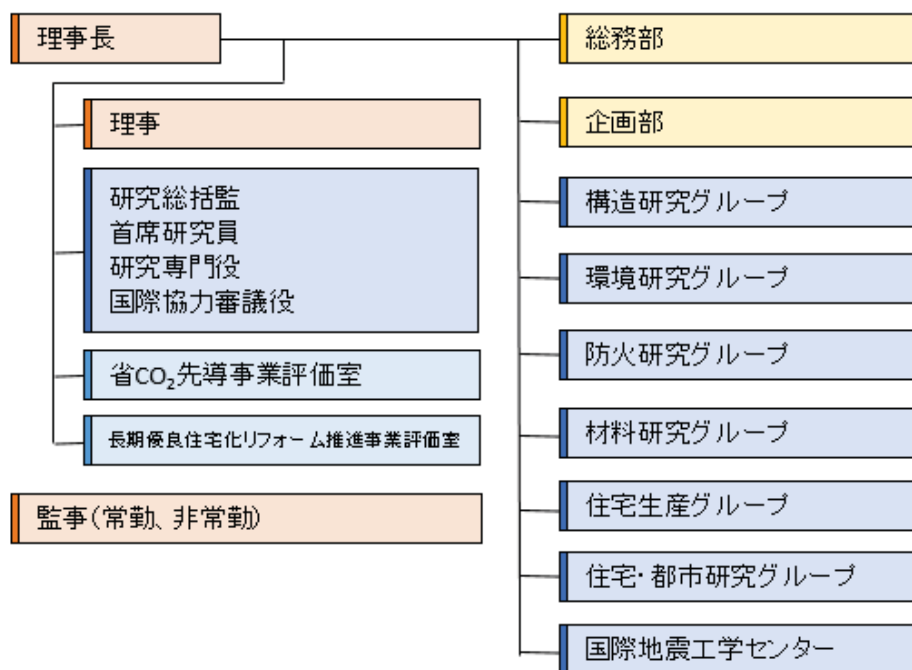 理事長
理事
研究総括監
首席研究員
研究専門役
国際協力審議役
省CO₂先導事業評価室
長期優良住宅化リフォーム推進事業評価室
監事(常勤、非常勤)
総務部
企画部
構造研究グループ
環境研究グループ
防火研究グループ
材料研究グループ
住宅生産グループ
住宅・都市研究グループ
国際地震工学センター